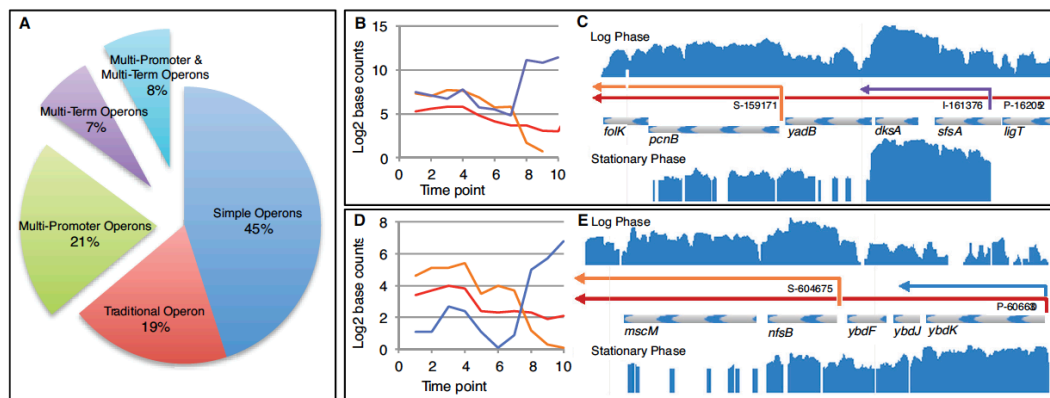 A
Multi-Promoter &
Multi-Term Operons
8%
Multi-Term Operons
7%
Multi-Promoter Operons
21%
Simple Operons
45%
Traditional Operon
19%
B
Log2 base counts
15
10
5
0
0 2 4 6 8 10
Time point
C
Log Phase
S-159171
I-161376
folK
pcnB
yadB
dksA
sfsA
ligT
Stationary Phase
D
Log2 base counts
8
6
4
2
0
0 2 4 6 8 10
Time point
E
Log Phase
S-604675
mscM
nfsB
ybdF
ybdJ
ybdK
Stationary Phase